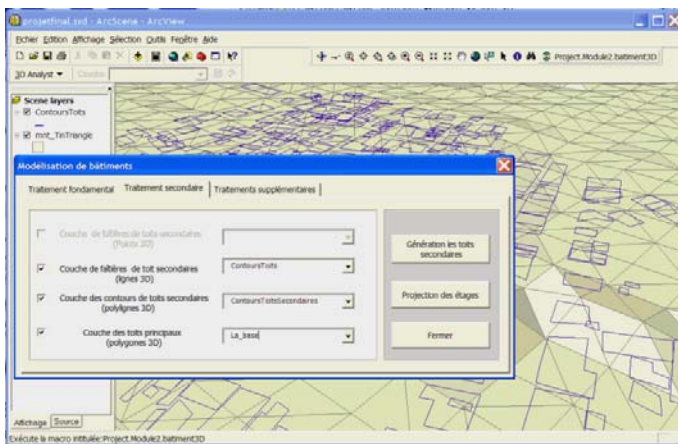 projetfinal.sxd - ArcScene - ArcView
Fichier Edition Affichage Sélection Outils Fenêtre Aide
Project.Module2.batiment3D
3D Analyst
Scene layers
ContoursToits
mnt_TinTriangle
Modélisation de bâtiments
Traitement fondamental Traitement secondaire Traitements supplémentaires
Couche de faîtières de toits secondaires
(Points 3D)
Couche de faîtières de toit secondaires
(lignes 3D)
ContoursToits
Couche des contours de toits secondaires
(polylignes 3D)
ContoursToitsSecondaires
Couche des toits principaux
(polygones 3D)
La_base
Génération les toits
secondaires
Projection des étages
Fermer
Affichage Source
Exécute la macro intitulée:Project.Module2.batiment3D